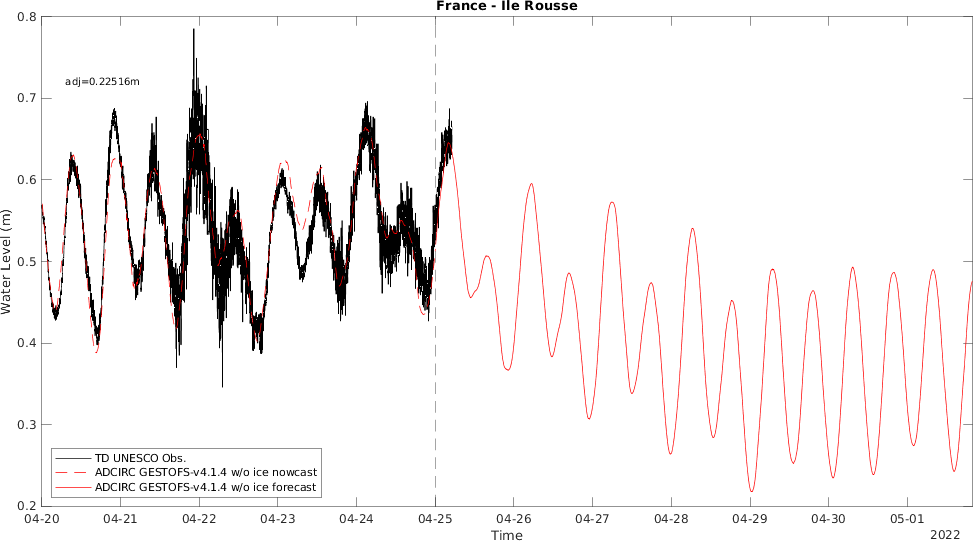 France - Ile Rousse
0.8
0.7
0.6
0.5
0.4
0.3
0.2
Water Level (m)
adj=0.22516m
TD UNESCO Obs.
ADCIRC GESTOFS-v4.1.4 w/o ice nowcast
ADCIRC GESTOFS-v4.1.4 w/o ice forecast
04-20 04-21 04-22 04-23 04-24 04-25 04-26 04-27 04-28 04-29 04-30 05-01
Time
2022